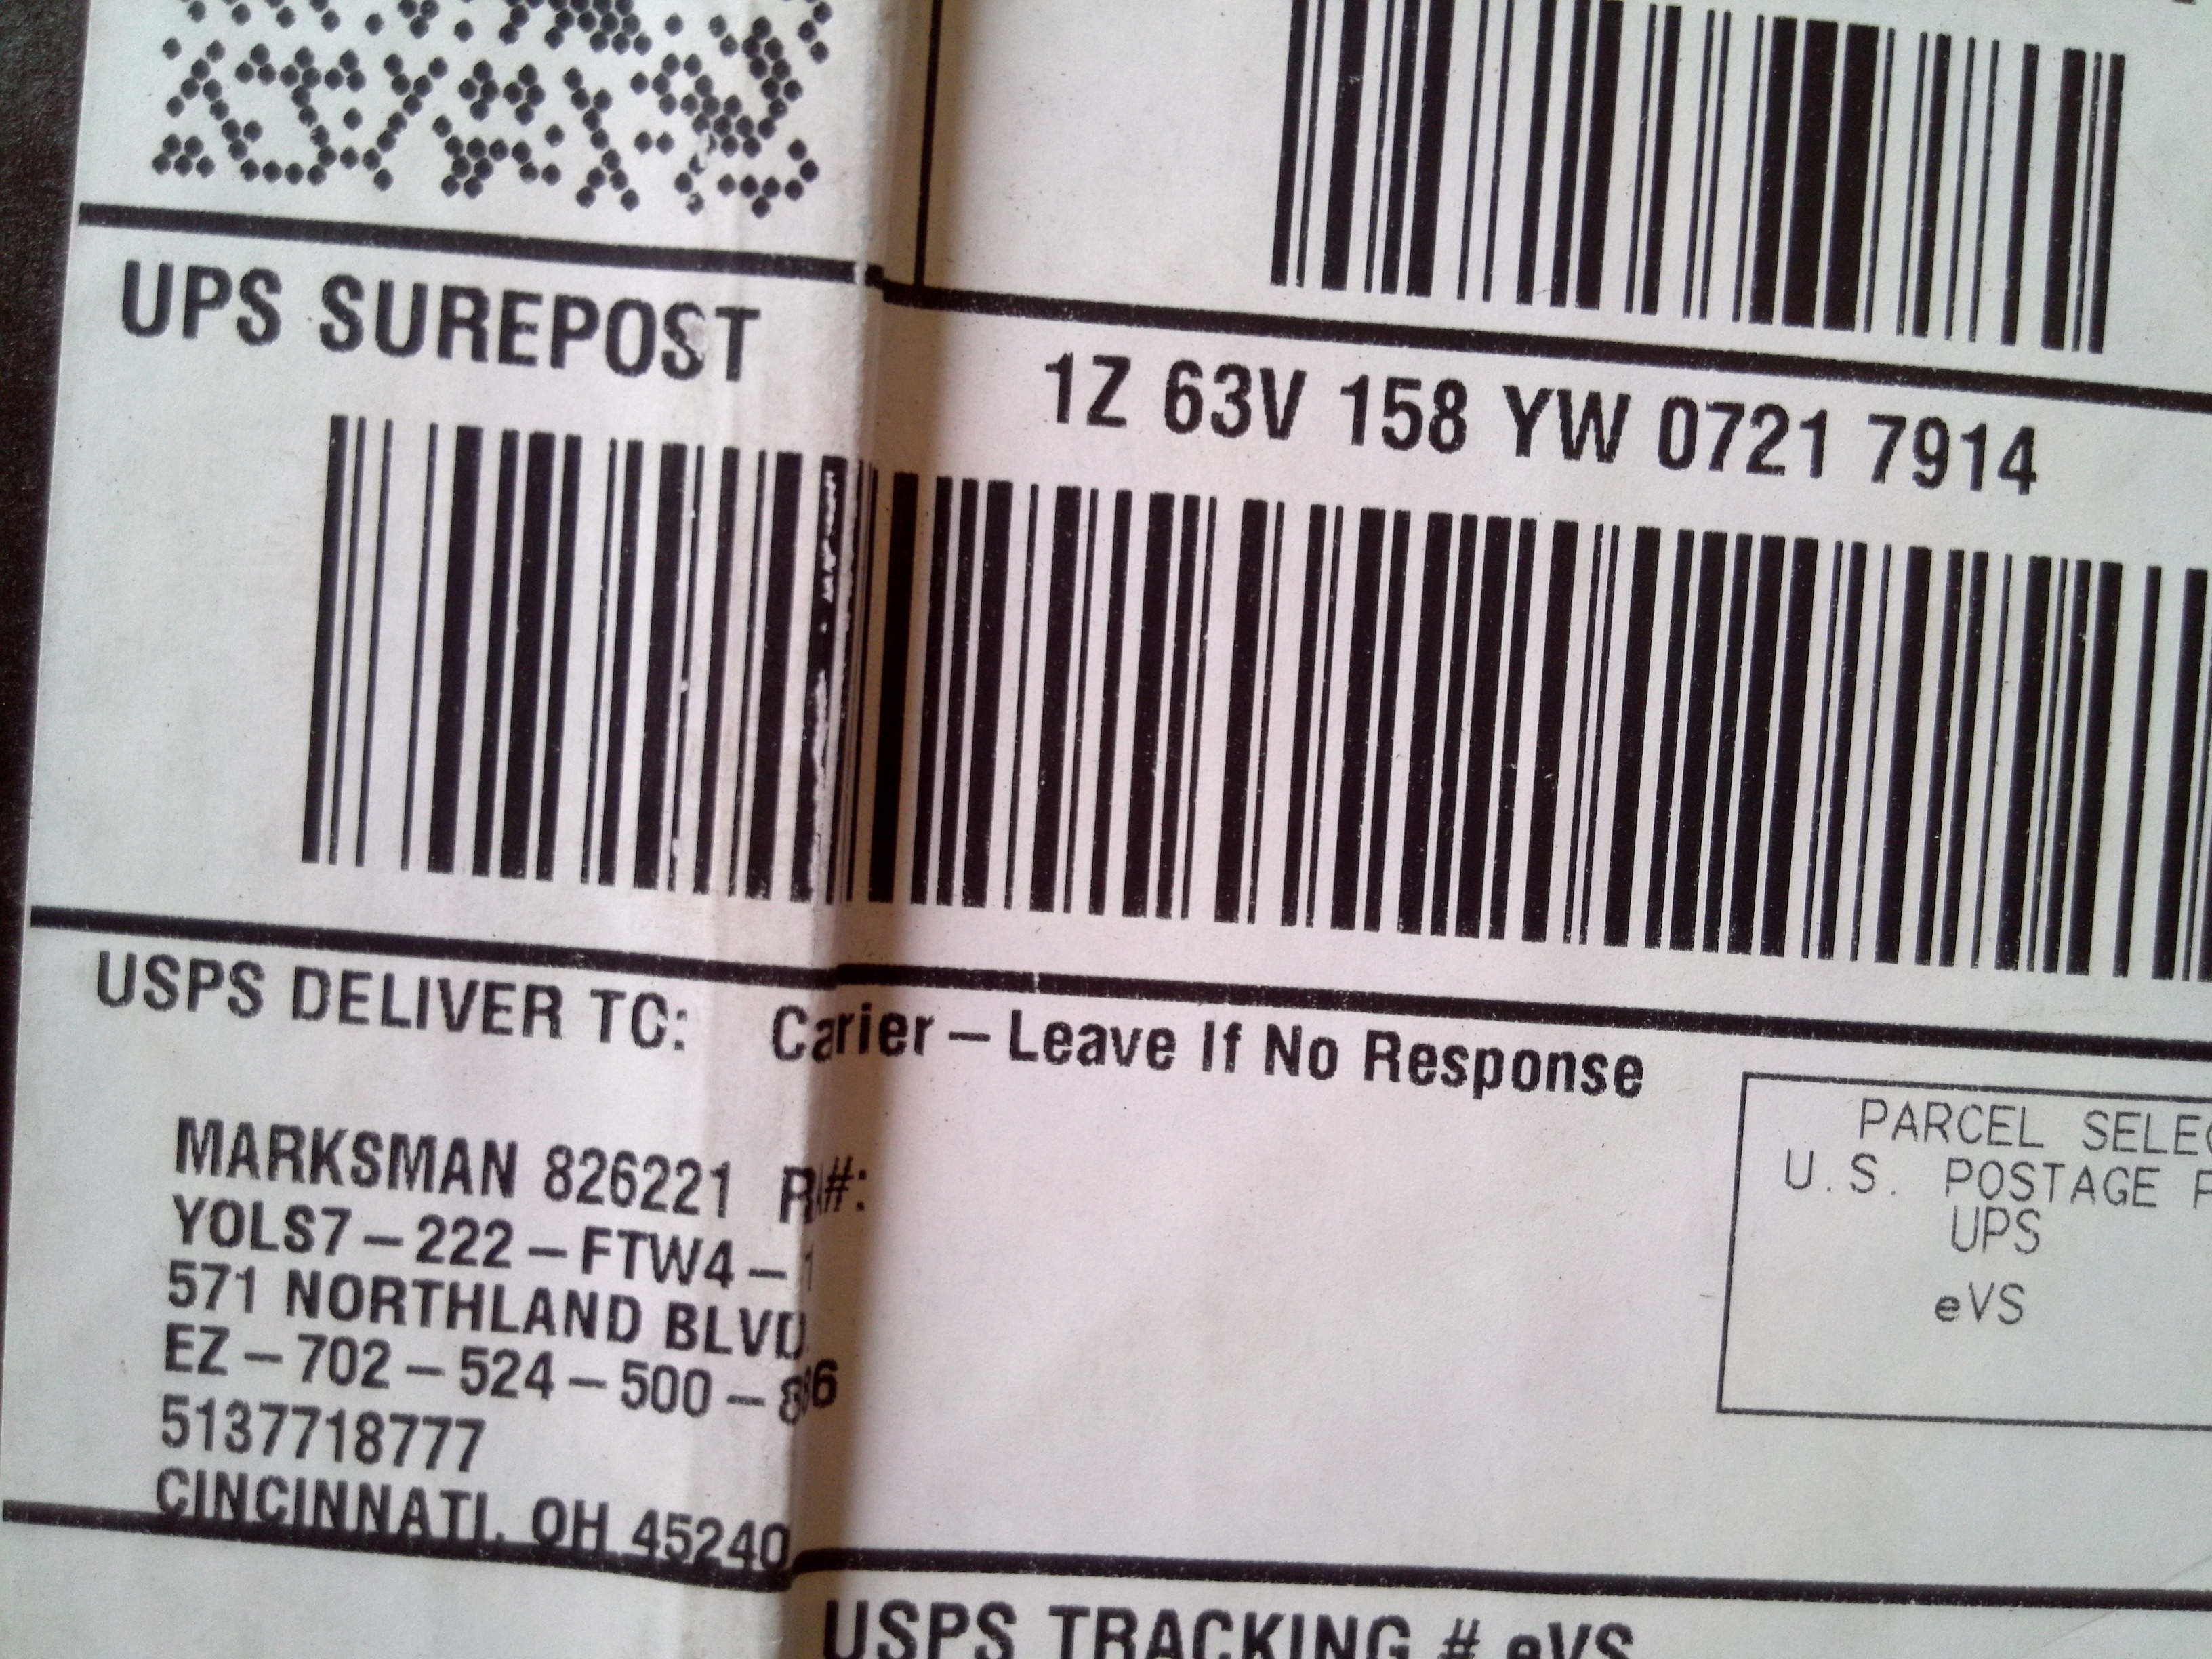 UPS SUREPOST
1Z 63V 158 YW 0721 7914
USPS DELIVER TO: Carier – Leave If No Response
MARKSMAN 826221
YOLS7 – 222 – FTW4 – 1
571 NORTHLAND BLVD
EZ – 702 – 524 – 500 –
5137718777
CINCINNATI, OH 45240
PARCEL
U.S. POSTAGE
UPS
eVS
USPS TRACKING # eVS